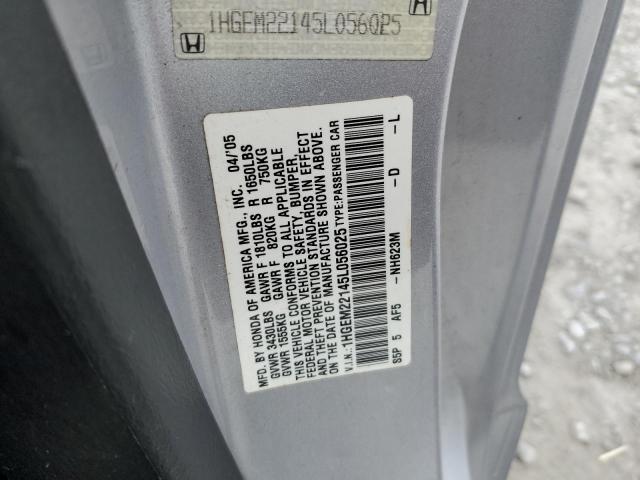 1HGEM22145L056025
MFD. BY HONDA OF AMERICA MFG., INC. 04/'05
GVWR 3430LBS GAWR F 1810LBS R 1650LBS
GVWR 1555KG GAWR F 820KG R 750KG
THIS VEHICLE CONFORMS TO ALL APPLICABLE
FEDERAL MOTOR VEHICLE SAFETY, BUMPER,
AND THEFT PREVENTION STANDARDS IN EFFECT
ON THE DATE OF MANUFACTURE SHOWN ABOVE.
V.I.N.:1HGEM22145L056025 TYPE:PASSENGER CAR
S5P 5 AF5 –NH623M –D –L